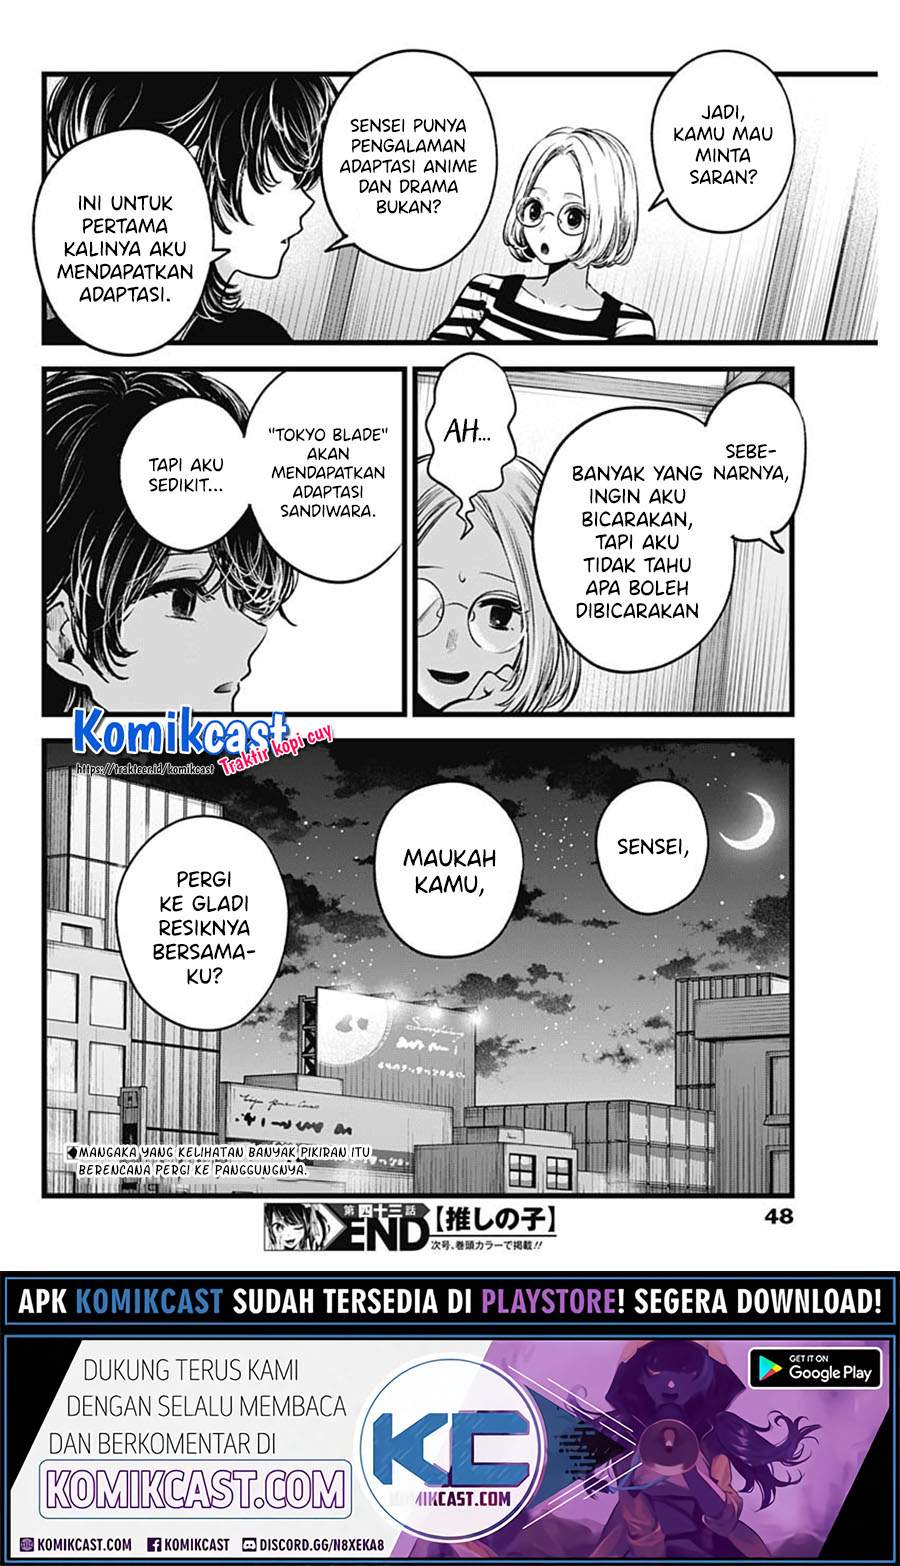 JADI,
KAMU MAU
MINTA
SARAN?
SENSEI PUNYA
PENGALAMAN
ADAPTASI ANIME
DAN DRAMA
BUKAN?
INI UNTUK
PERTAMA
KALINYA AKU
MENDAPATKAN
ADAPTASI.
SEBE-
NARNYA,
BANYAK YANG
INGIN AKU
BICARAKAN,
TAPI AKU
TIDAK TAHU
APA BOLEH
DIBICARAKAN
AH...
"TOKYO BLADE"
AKAN
MENDAPATKAN
ADAPTASI
SANDIWARA.
TAPI AKU
SEDIKIT...
Komikcast
Traktir kopi cuy
https://trakteer.id/komikcast
SENSEI,
MAUKAH
KAMU,
PERGI
KE GLADI
RESIKNYA
BERSAMA-
KU?
MANGAKA YANG KELIHATAN BANYAK PIKIRAN ITU
BERENCANA PERGI KE PANGGUNGNYA.
第四十三話
END
【推しの子】
次号、巻頭カラーで掲載!!
48
APK KOMIKCAST SUDAH TERSEDIA DI PLAYSTORE! SEGERA DOWNLOAD!
DUKUNG TERUS KAMI
DENGAN SELALU MEMBACA
DAN BERKOMENTAR DI
KOMIKCAST.COM
KOMIKCAST.COM
KOMIKCAST
DISCORD.GG/N8XEKA8
KC
KOMIKCAST.COM
GET IT ON
Google Play